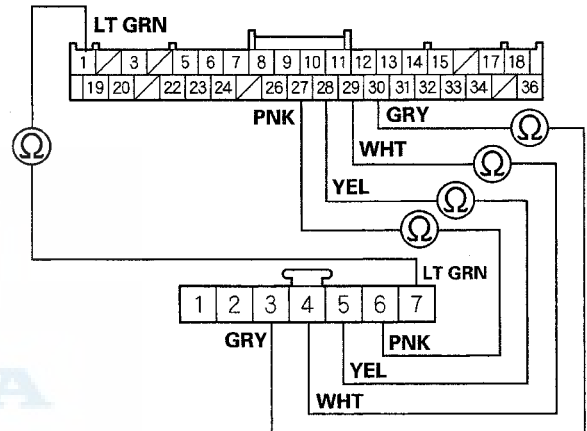 LT GRN
1 3 5 6 7 8 9 10 11 12 13 14 15 17 18
19 20 22 23 24 26 27 28 29 30 31 32 33 34 36
PNK
GRY
Ω
WHT
Ω
Ω
YEL
Ω
Ω
LT GRN
1 2 3 4 5 6 7
GRY
PNK
YEL
WHT